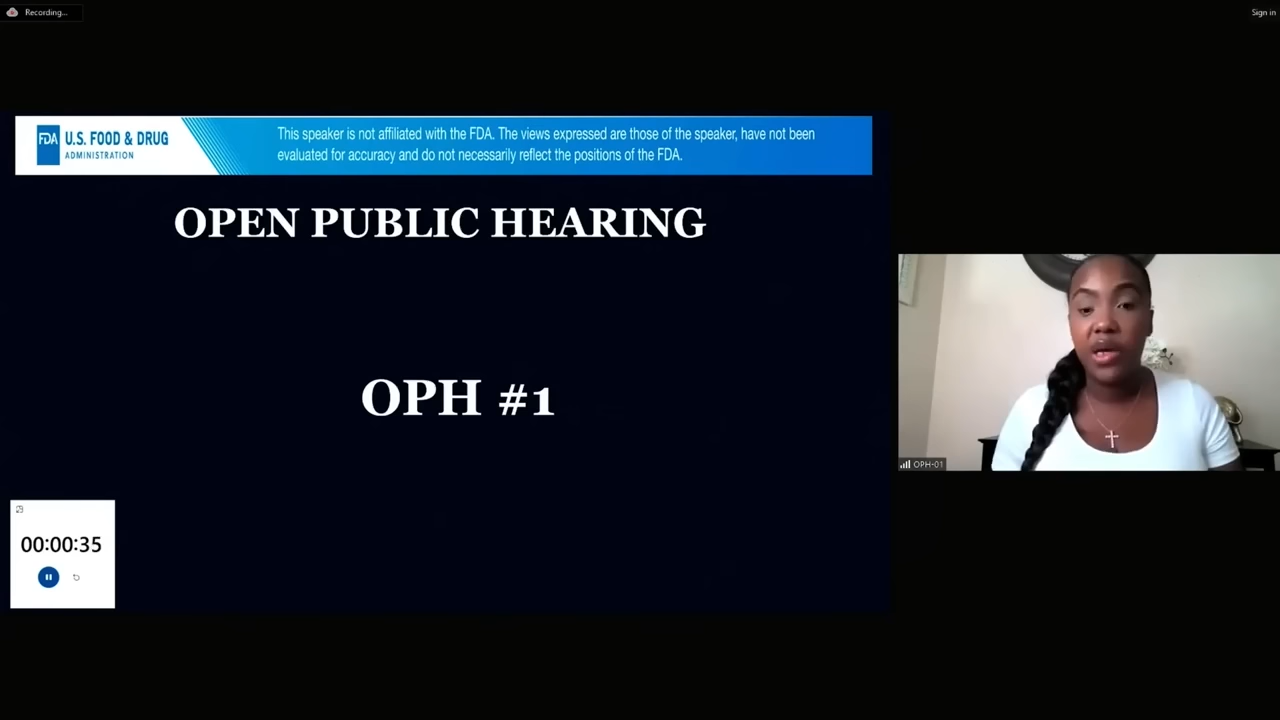 Recording...
Sign in
FDA U.S. FOOD & DRUG
ADMINISTRATION
This speaker is not affiliated with the FDA. The views expressed are those of the speaker, have not been
evaluated for accuracy and do not necessarily reflect the positions of the FDA.
OPEN PUBLIC HEARING
OPH #1
OPH-01
00:00:35